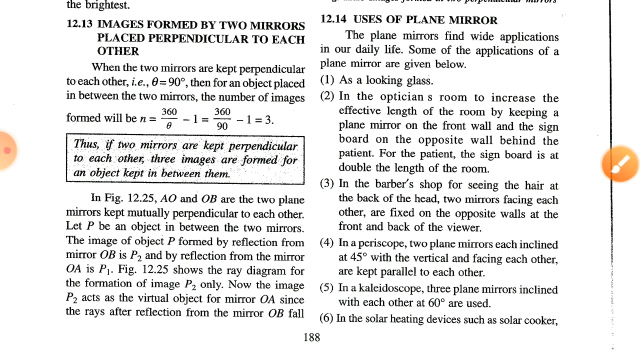 the brightest.
12.13 IMAGES FORMED BY TWO MIRRORS
PLACED PERPENDICULAR TO EACH
OTHER
When the two mirrors are kept perpendicular
to each other, i.e., θ = 90°, then for an object placed
in between the two mirrors, the number of images
formed will be n = 360/θ − 1 = 360/90 − 1 = 3.
Thus, if two mirrors are kept perpendicular
to each other, three images are formed for
an object kept in between them.
In Fig. 12.25, AO and OB are the two plane
mirrors kept mutually perpendicular to each other.
Let P be an object in between the two mirrors.
The image of object P formed by reflection from
mirror OB is P₂ and by reflection from the mirror
OA is P₁. Fig. 12.25 shows the ray diagram for
the formation of image P₂ only. Now the image
P₂ acts as the virtual object for mirror OA since
the rays after reflection from the mirror OB fall
12.14 USES OF PLANE MIRROR
The plane mirrors find wide applications
in our daily life. Some of the applications of a
plane mirror are given below.
(1) As a looking glass.
(2) In the optician s room to increase the
effective length of the room by keeping a
plane mirror on the front wall and the sign
board on the opposite wall behind the
patient. For the patient, the sign board is at
double the length of the room.
(3) In the barber's shop for seeing the hair at
the back of the head, two mirrors facing each
other, are fixed on the opposite walls at the
front and back of the viewer.
(4) In a periscope, two plane mirrors each inclined
at 45° with the vertical and facing each other,
are kept parallel to each other.
(5) In a kaleidoscope, three plane mirrors inclined
with each other at 60° are used.
(6) In the solar heating devices such as solar cooker,
188